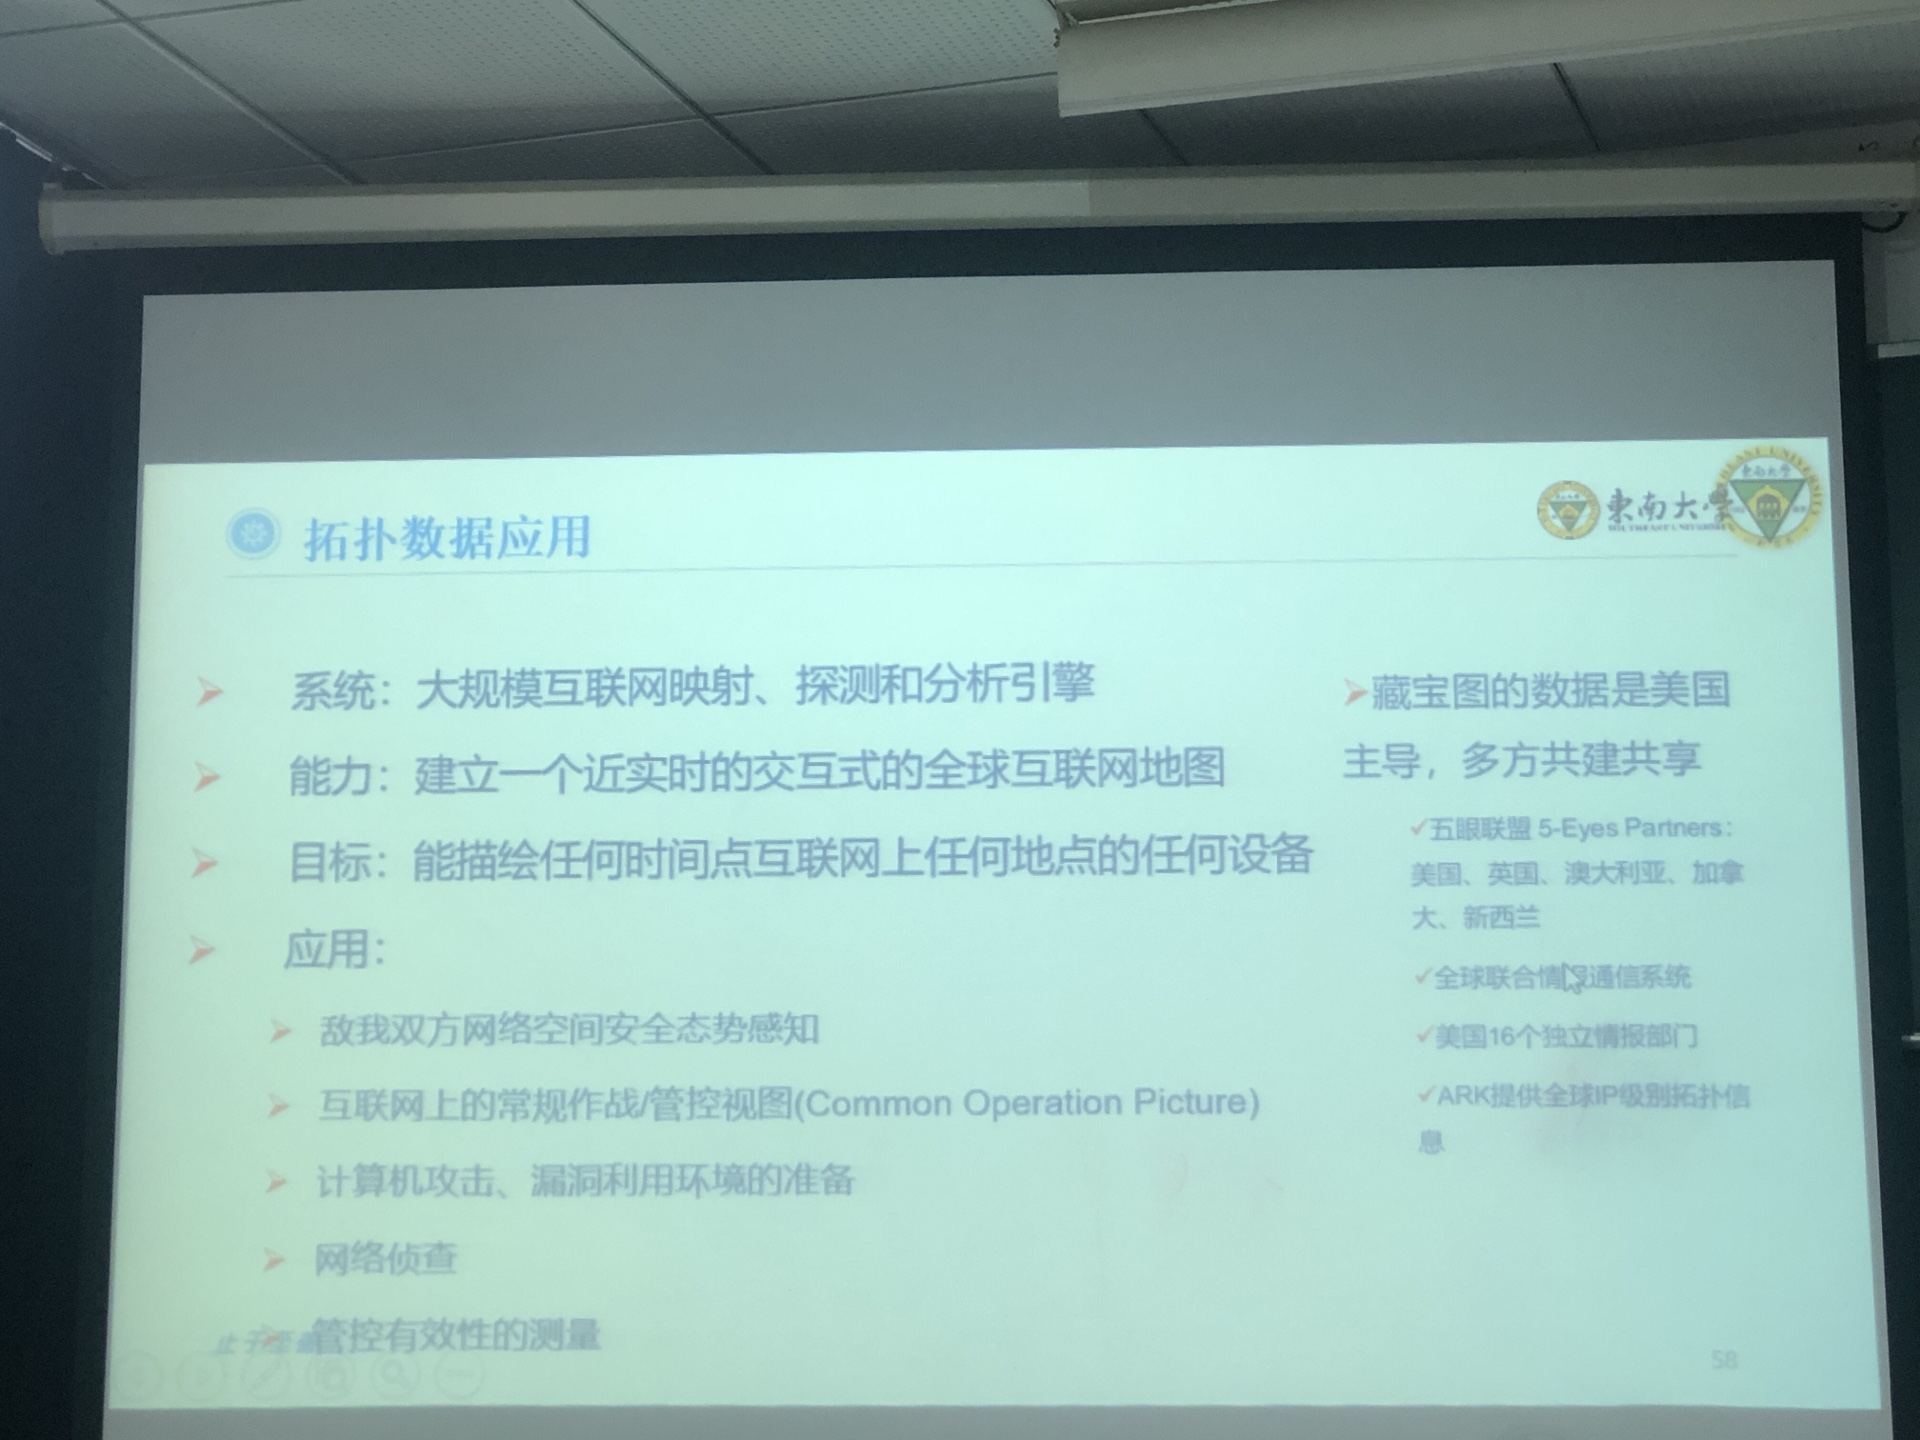 拓扑数据应用
東南大學
東南大學
系统：大规模互联网映射、探测和分析引擎
能力：建立一个近实时的交互式的全球互联网地图
目标：能描绘任何时间点互联网上任何地点的任何设备
应用：
敌我双方网络空间安全态势感知
互联网上的常规作战/管控视图(Common Operation Picture)
计算机攻击、漏洞利用环境的准备
网络侦查
管控有效性的测量
藏宝图的数据是美国
主导，多方共建共享
五眼联盟 5-Eyes Partners：
美国、英国、澳大利亚、加拿
大、新西兰
全球联合情报通信系统
美国16个独立情报部门
ARK提供全球IP级别拓扑信
息
58